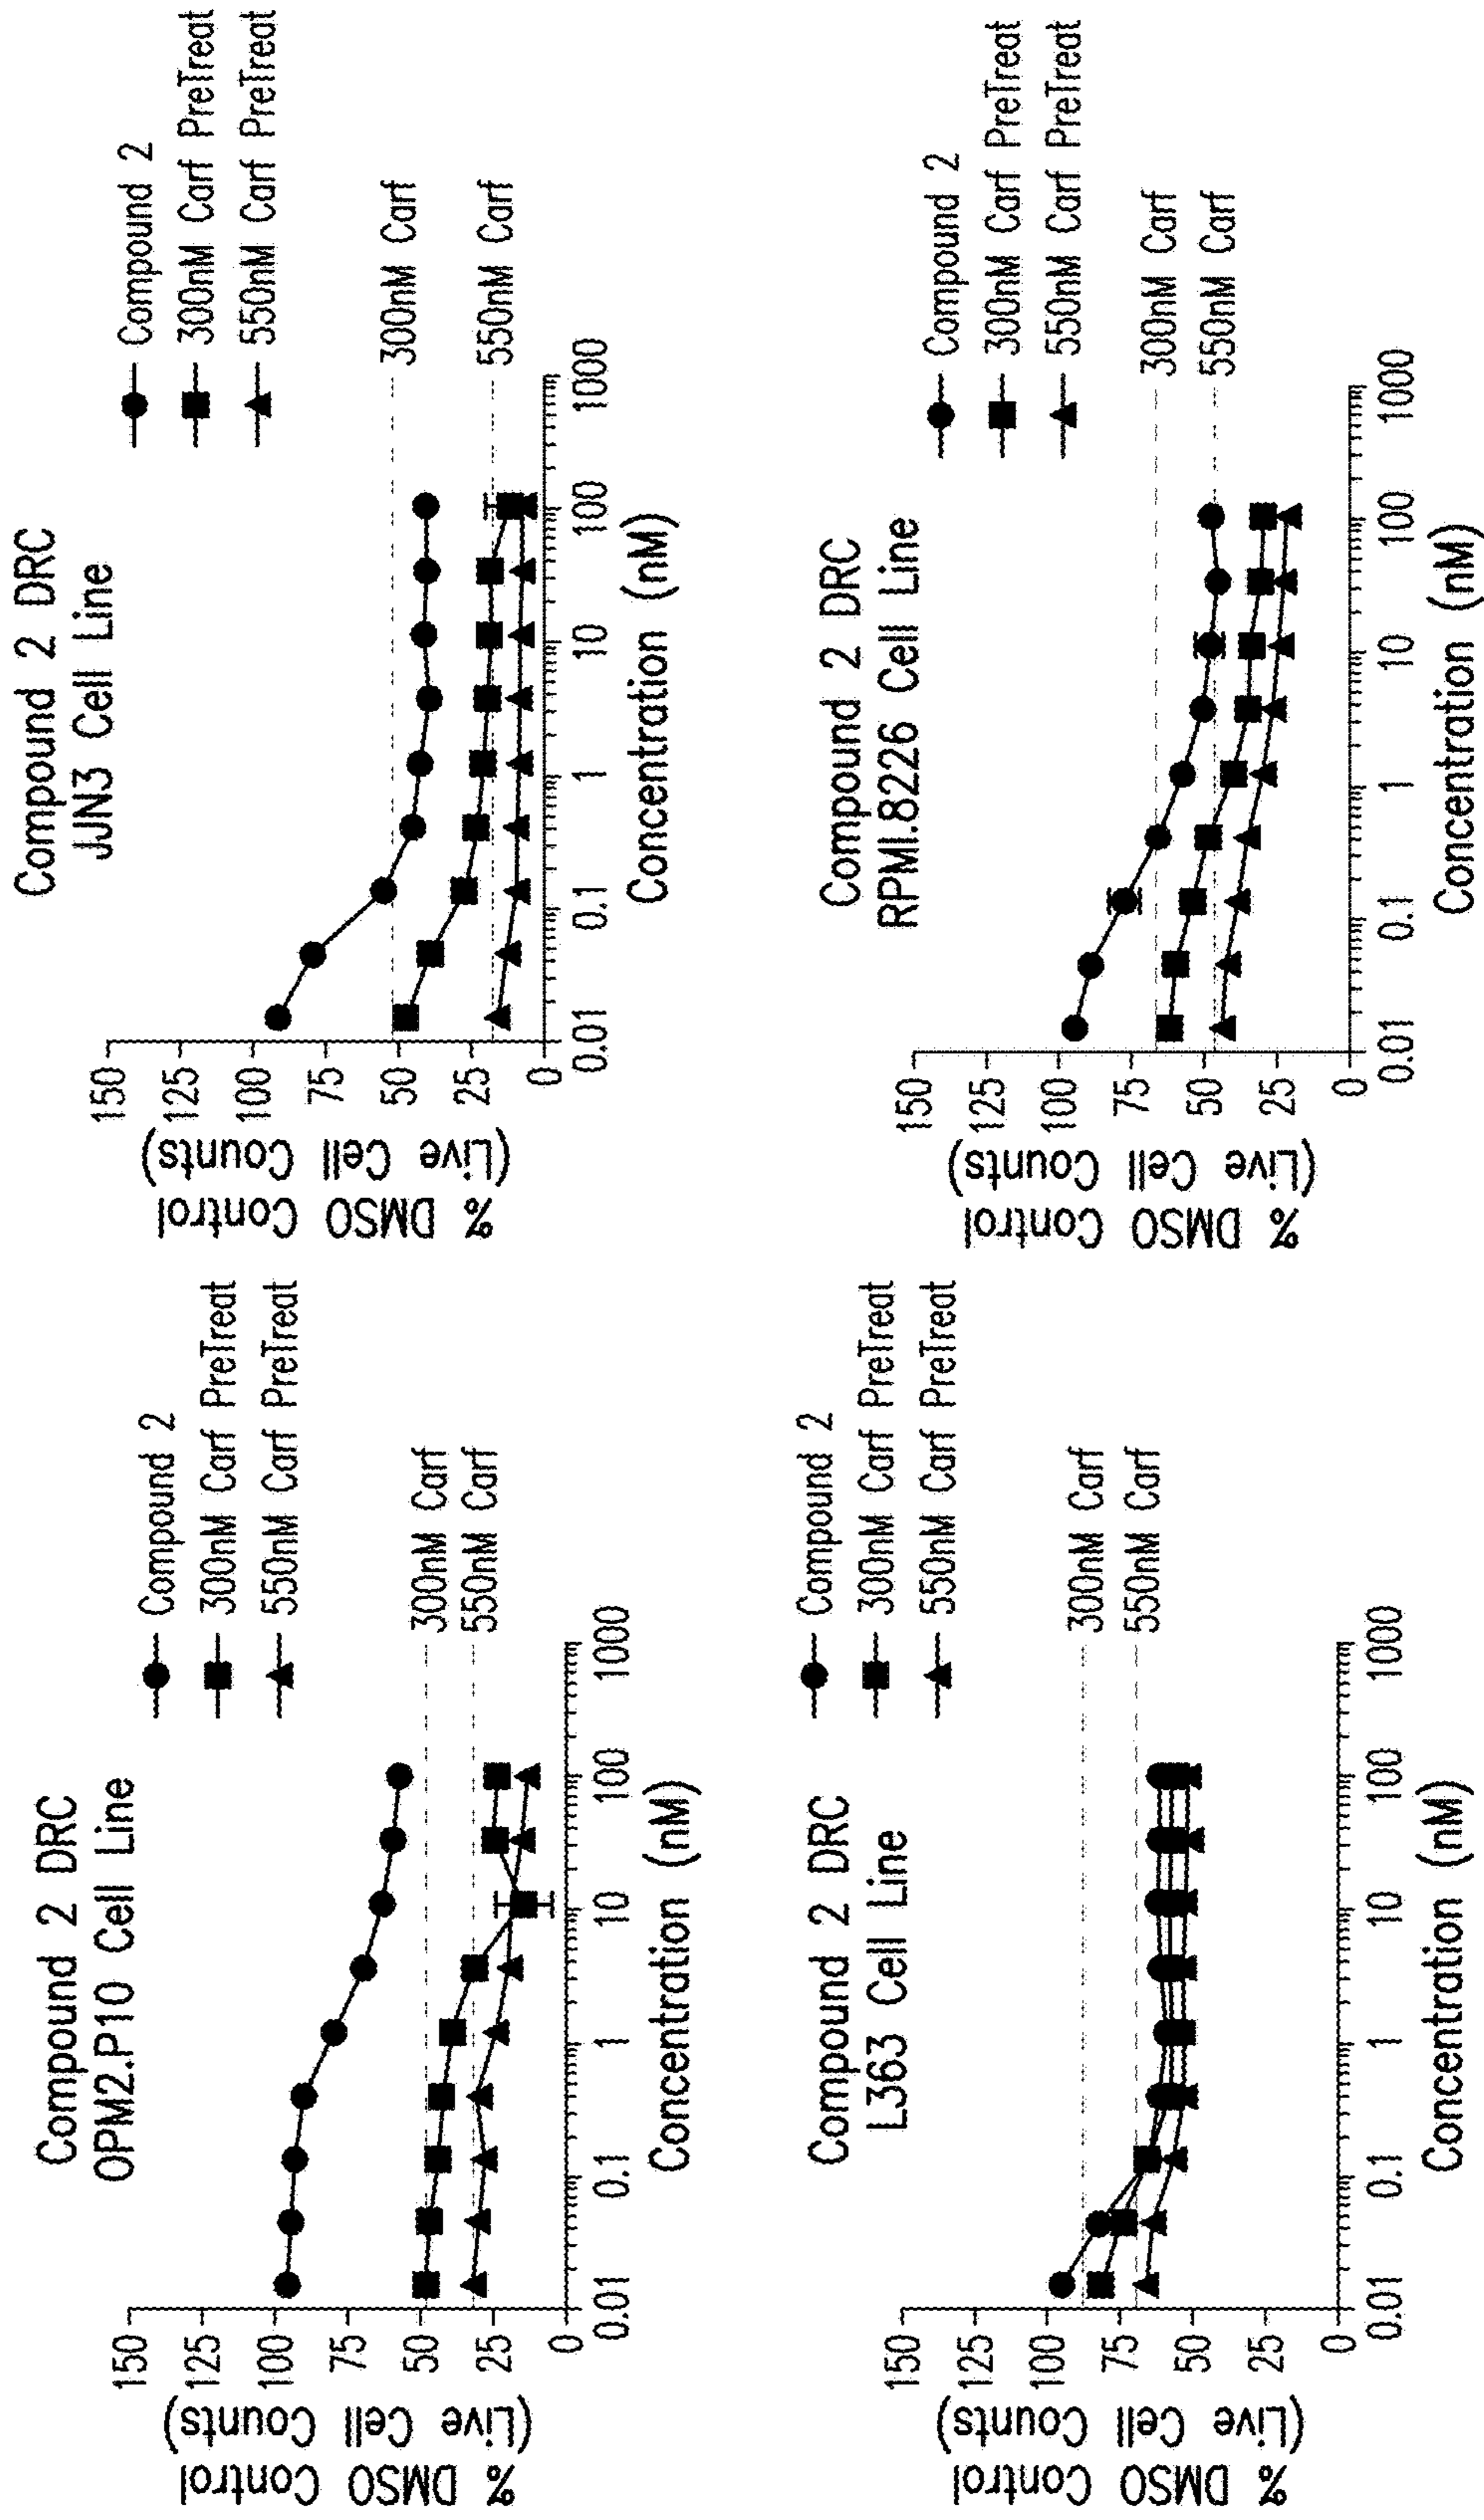 Compound 2 DRC
OPM2.P10 Cell Line
% DMSO Control
(Live Cell Counts)
150
125
100
75
50
25
0
0.01
0.1
1
10
100
1000
Concentration (nM)
Compound 2
300nM Carf PreTreat
550nM Carf PreTreat
300nM Carf
550nM Carf
Compound 2 DRC
L363 Cell Line
% DMSO Control
(Live Cell Counts)
150
125
100
75
50
25
0
0.01
0.1
1
10
100
1000
Concentration (nM)
Compound 2
300nM Carf PreTreat
550nM Carf PreTreat
300nM Carf
550nM Carf
Compound 2 DRC
JJN3 Cell Line
% DMSO Control
(Live Cell Counts)
150
125
100
75
50
25
0
0.01
0.1
1
10
100
1000
Concentration (nM)
Compound 2
300nM Carf PreTreat
550nM Carf PreTreat
300nM Carf
550nM Carf
Compound 2 DRC
RPMI.8226 Cell Line
% DMSO Control
(Live Cell Counts)
150
125
100
75
50
25
0
0.01
0.1
1
10
100
1000
Concentration (nM)
Compound 2
300nM Carf PreTreat
550nM Carf PreTreat
300nM Carf
550nM Carf